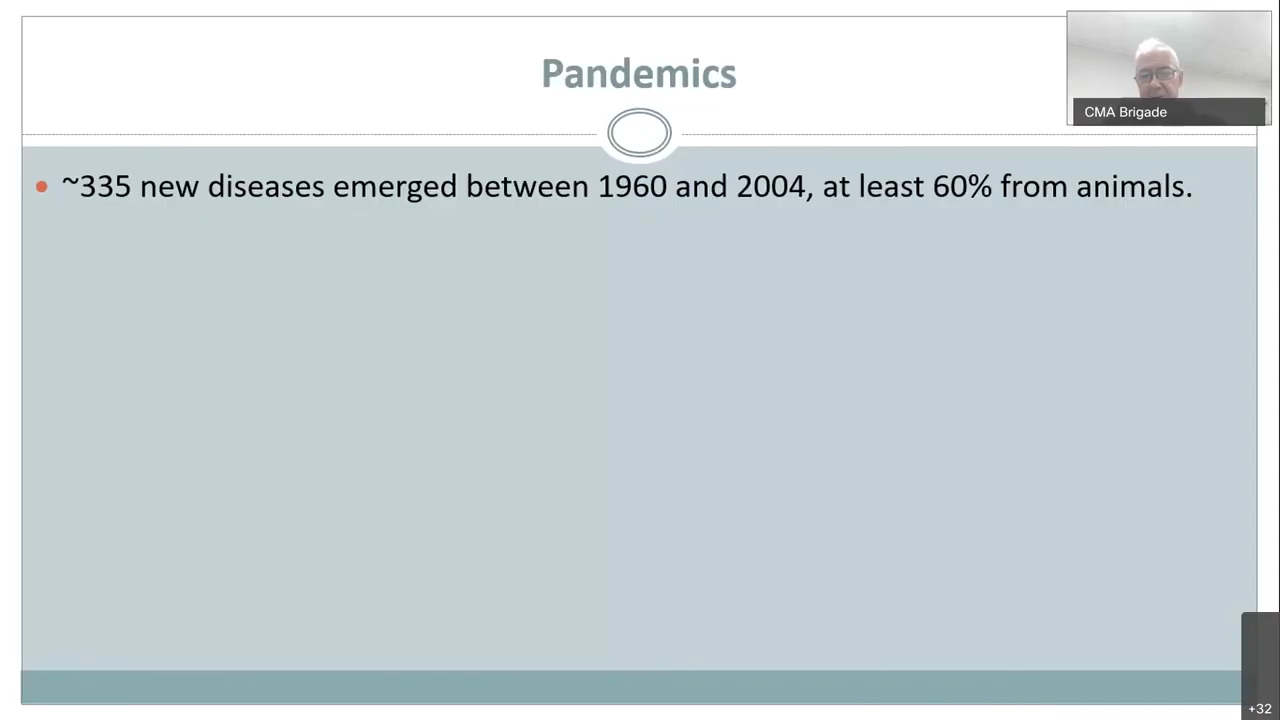 Pandemics
CMA Brigade
• ~335 new diseases emerged between 1960 and 2004, at least 60% from animals.
+32